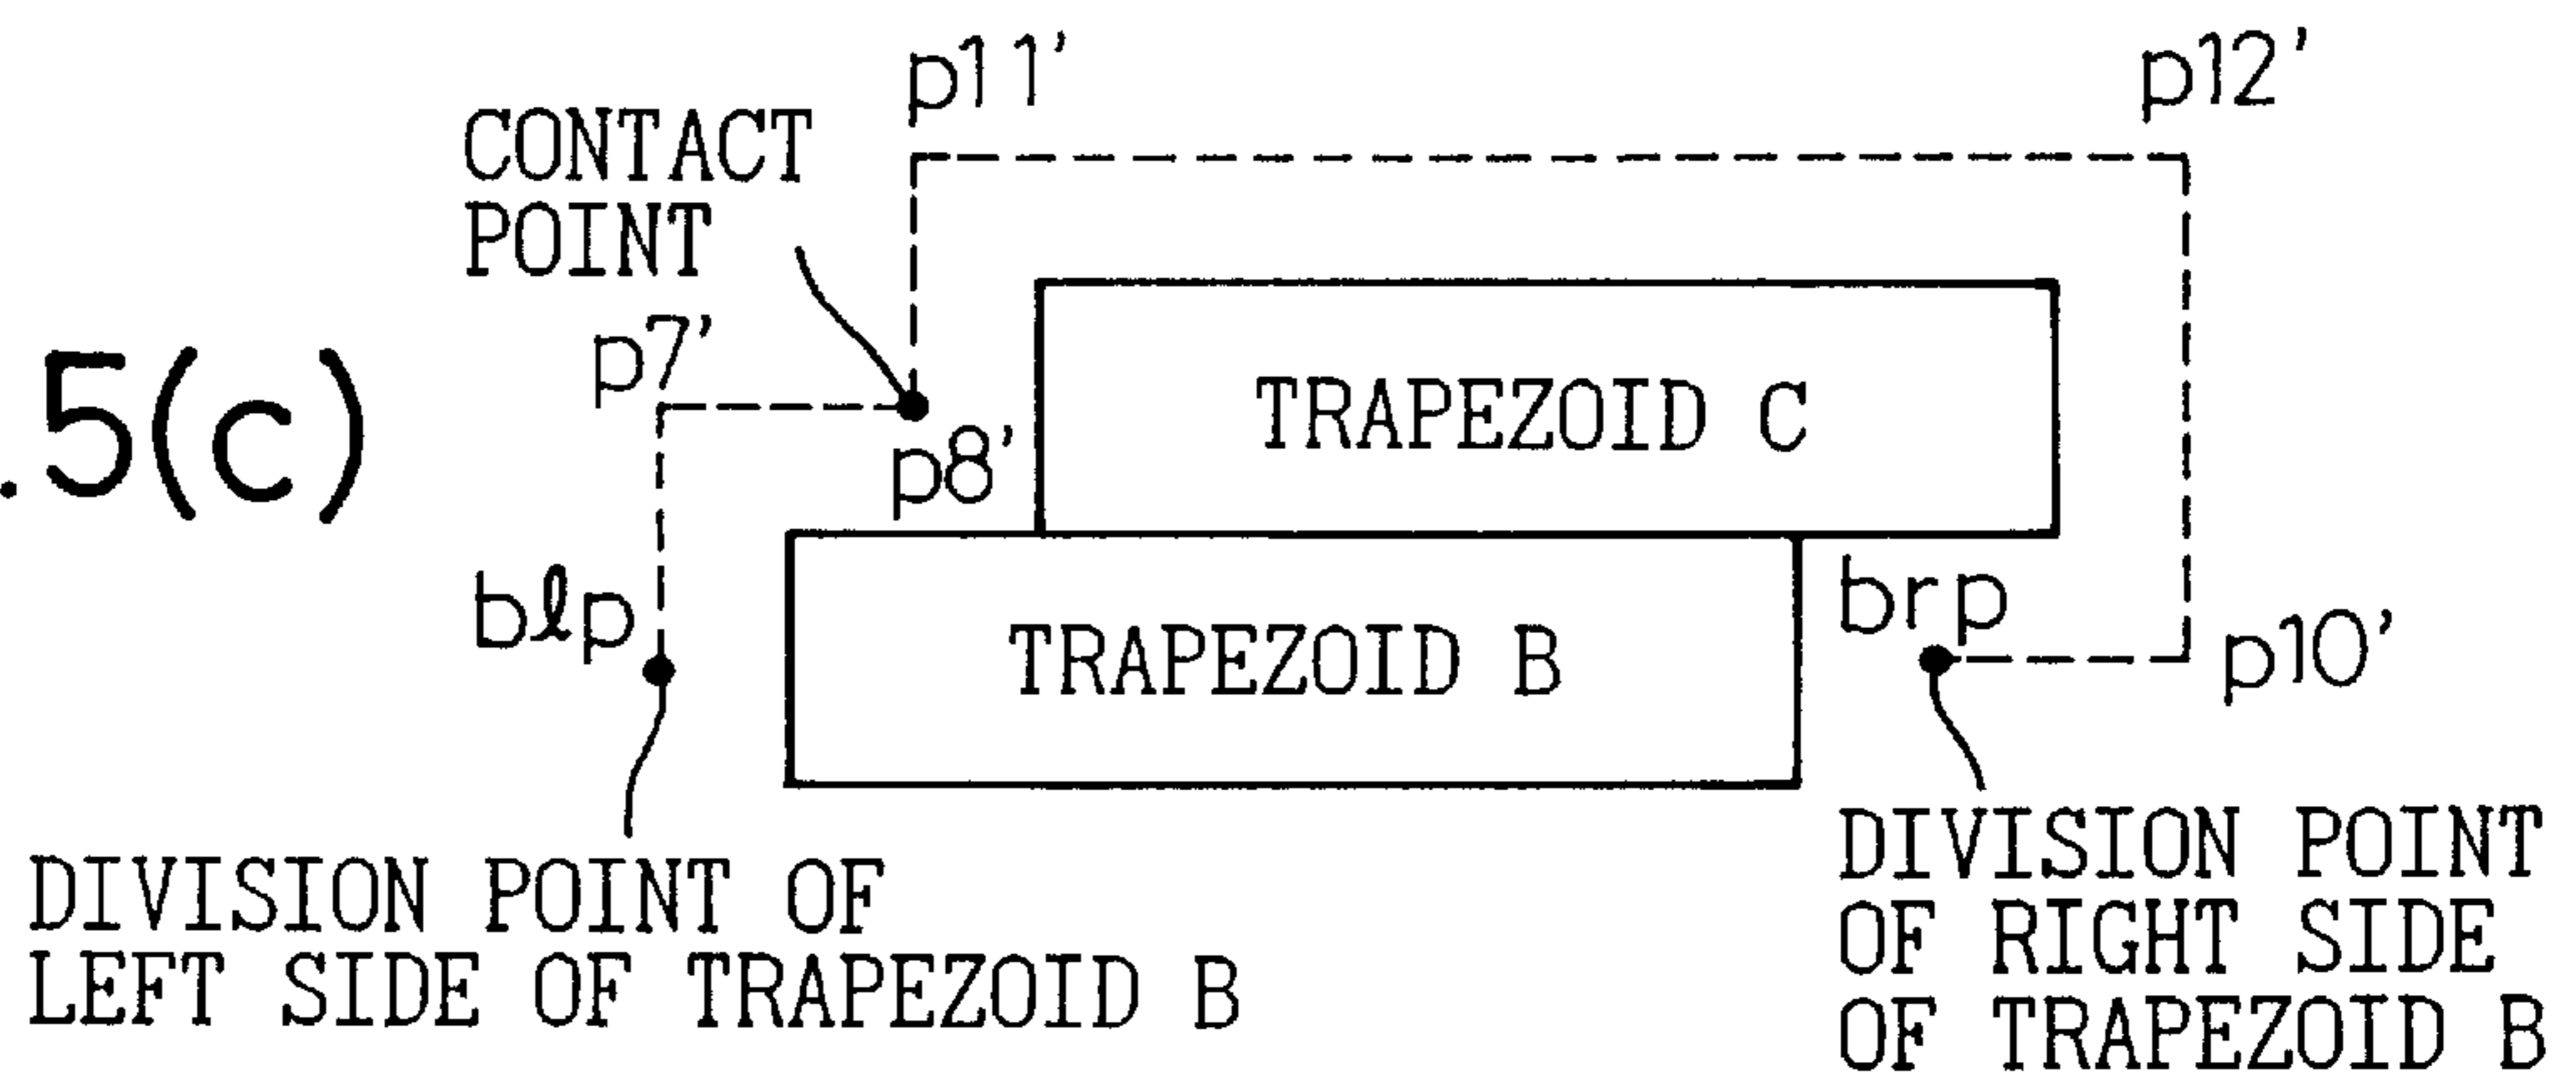 p11'
p12'
CONTACT
POINT
p7'
.5(c)
p8'
TRAPEZOID C
blp
brp
TRAPEZOID B
p10'
DIVISION POINT OF
LEFT SIDE OF TRAPEZOID B
DIVISION POINT
OF RIGHT SIDE
OF TRAPEZOID B